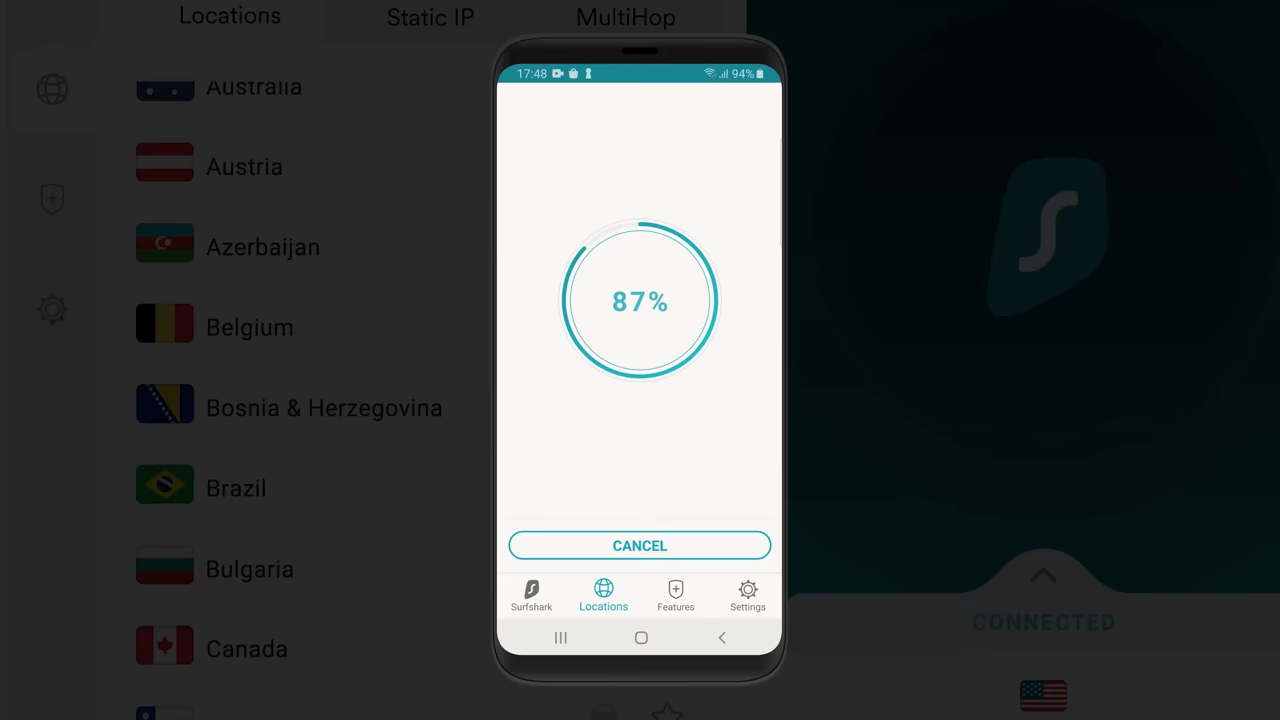 Locations Static IP MultiHop
Australia
Austria
Azerbaijan
Belgium
Bosnia & Herzegovina
Brazil
Bulgaria
Canada
17:48 94%
87%
CANCEL
Surfshark Locations Features Settings
CONNECTED